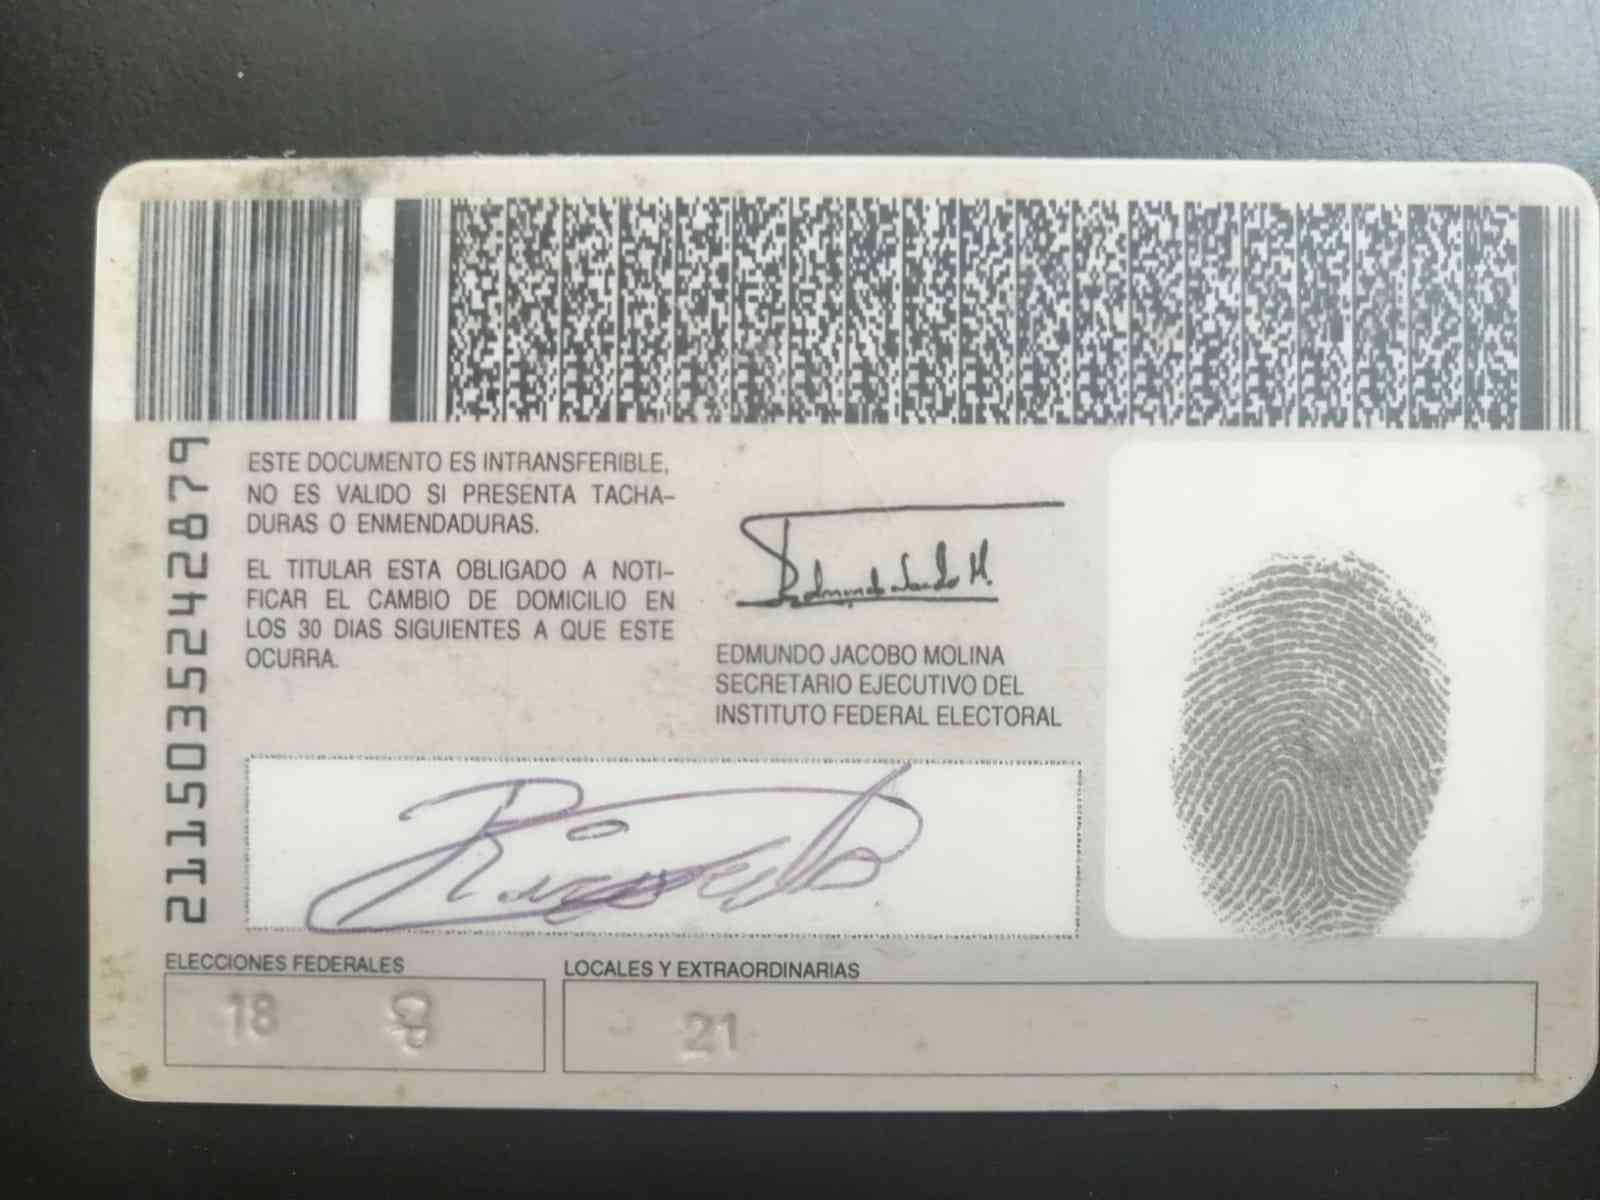 2115035242879
ESTE DOCUMENTO ES INTRANSFERIBLE,
NO ES VALIDO SI PRESENTA TACHA-
DURAS O ENMENDADURAS.
EL TITULAR ESTA OBLIGADO A NOTI-
FICAR EL CAMBIO DE DOMICILIO EN
LOS 30 DIAS SIGUIENTES A QUE ESTE
OCURRA.
Edmundo Jacobo M.
EDMUNDO JACOBO MOLINA
SECRETARIO EJECUTIVO DEL
INSTITUTO FEDERAL ELECTORAL
ELECCIONES FEDERALES
18
LOCALES Y EXTRAORDINARIAS
21